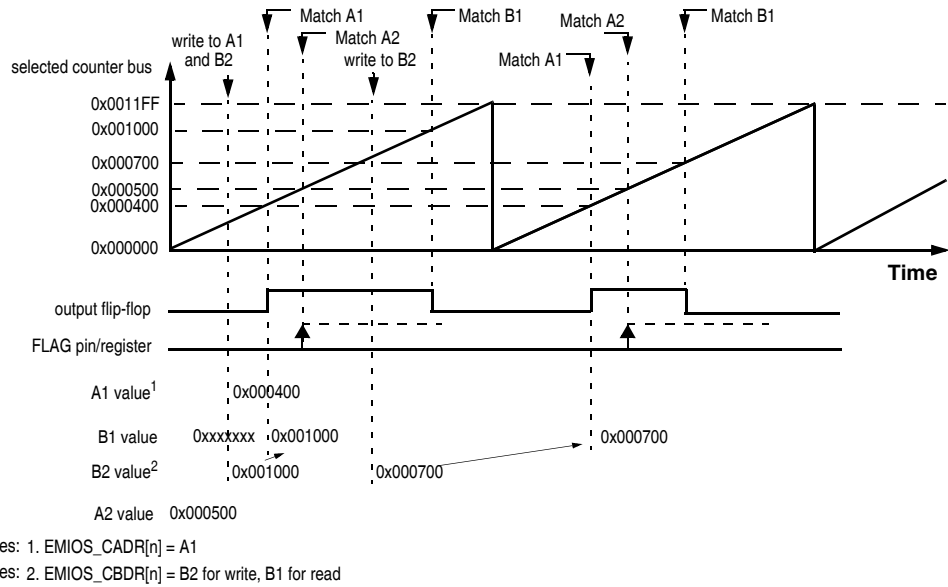 Match A1
Match B1
Match A2
Match B1
write to A1
and B2
Match A2
write to B2
Match A1
selected counter bus
0x0011FF
0x001000
0x000700
0x000500
0x000400
0x000000
Time
output flip-flop
FLAG pin/register
A1 value1 0x000400
B1 value 0xxxxxxx 0x001000 0x000700
B2 value2 0x001000 0x000700
A2 value 0x000500
es: 1. EMIOS_CADR[n] = A1
es: 2. EMIOS_CBDR[n] = B2 for write, B1 for read